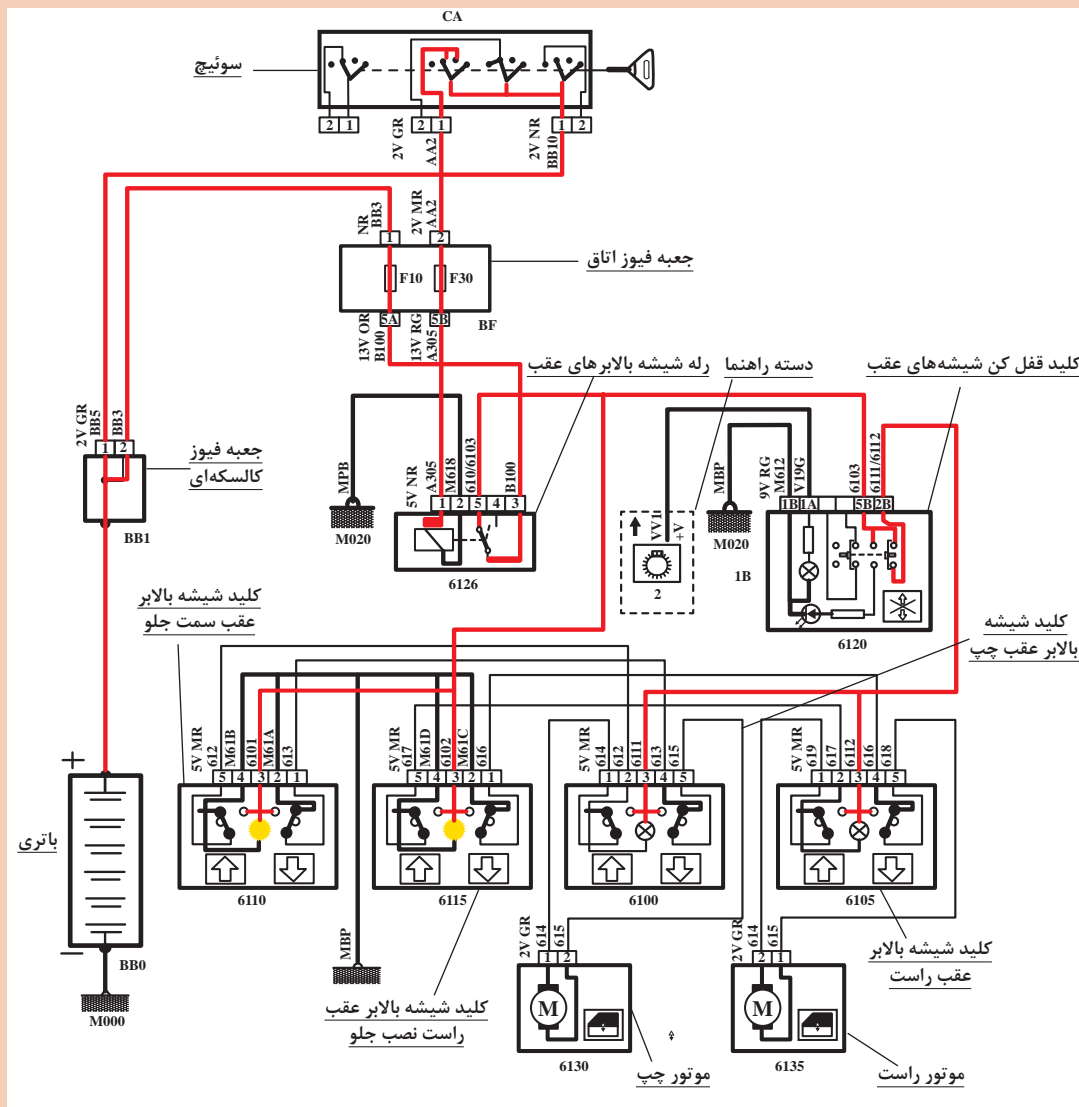 CA
سوئیچ
2 1
2 1
1 2
2V GR
AA2
2V NR
BB10
NR
BB3
2V MR
AA2
1
2
جعبه فیوز اتاق
F10
F30
5A
5B
BF
13V OR
B100
13V RG
A305
رله شیشه بالابرهای عقب
دسته راهنما
کلید قفل کن شیشه‌های عقب
2V GR
BB5
BB3
1 2
جعبه فیوز
کالسکه‌ای
BB1
MPB
M020
5V NR
A305
M618
610/6103
B100
1 2 5 4 3
6126
VV1
+V
2
MBP
M020
9V RG
M612
V19G
6103
6111/6112
1B 1A 5B 2B
1B
6120
کلید شیشه بالابر
عقب سمت جلو
کلید شیشه
بالابر عقب چپ
5V MR
612
M61B
6101
M61A
613
5 4 3 2 1
6110
5V MR
617
M61D
6102
M61C
616
5 4 3 2 1
6115
5V MR
614
612
6111
613
615
1 2 3 4 5
6100
5V MR
619
617
6112
616
618
1 2 3 4 5
6105
+
باتری
−
BB0
M000
MBP
کلید شیشه بالابر عقب
راست نصب جلو
کلید شیشه بالابر
عقب راست
2V GR
614
615
1 2
M
6130
موتور چپ
2V GR
614
615
2 1
M
6135
موتور راست